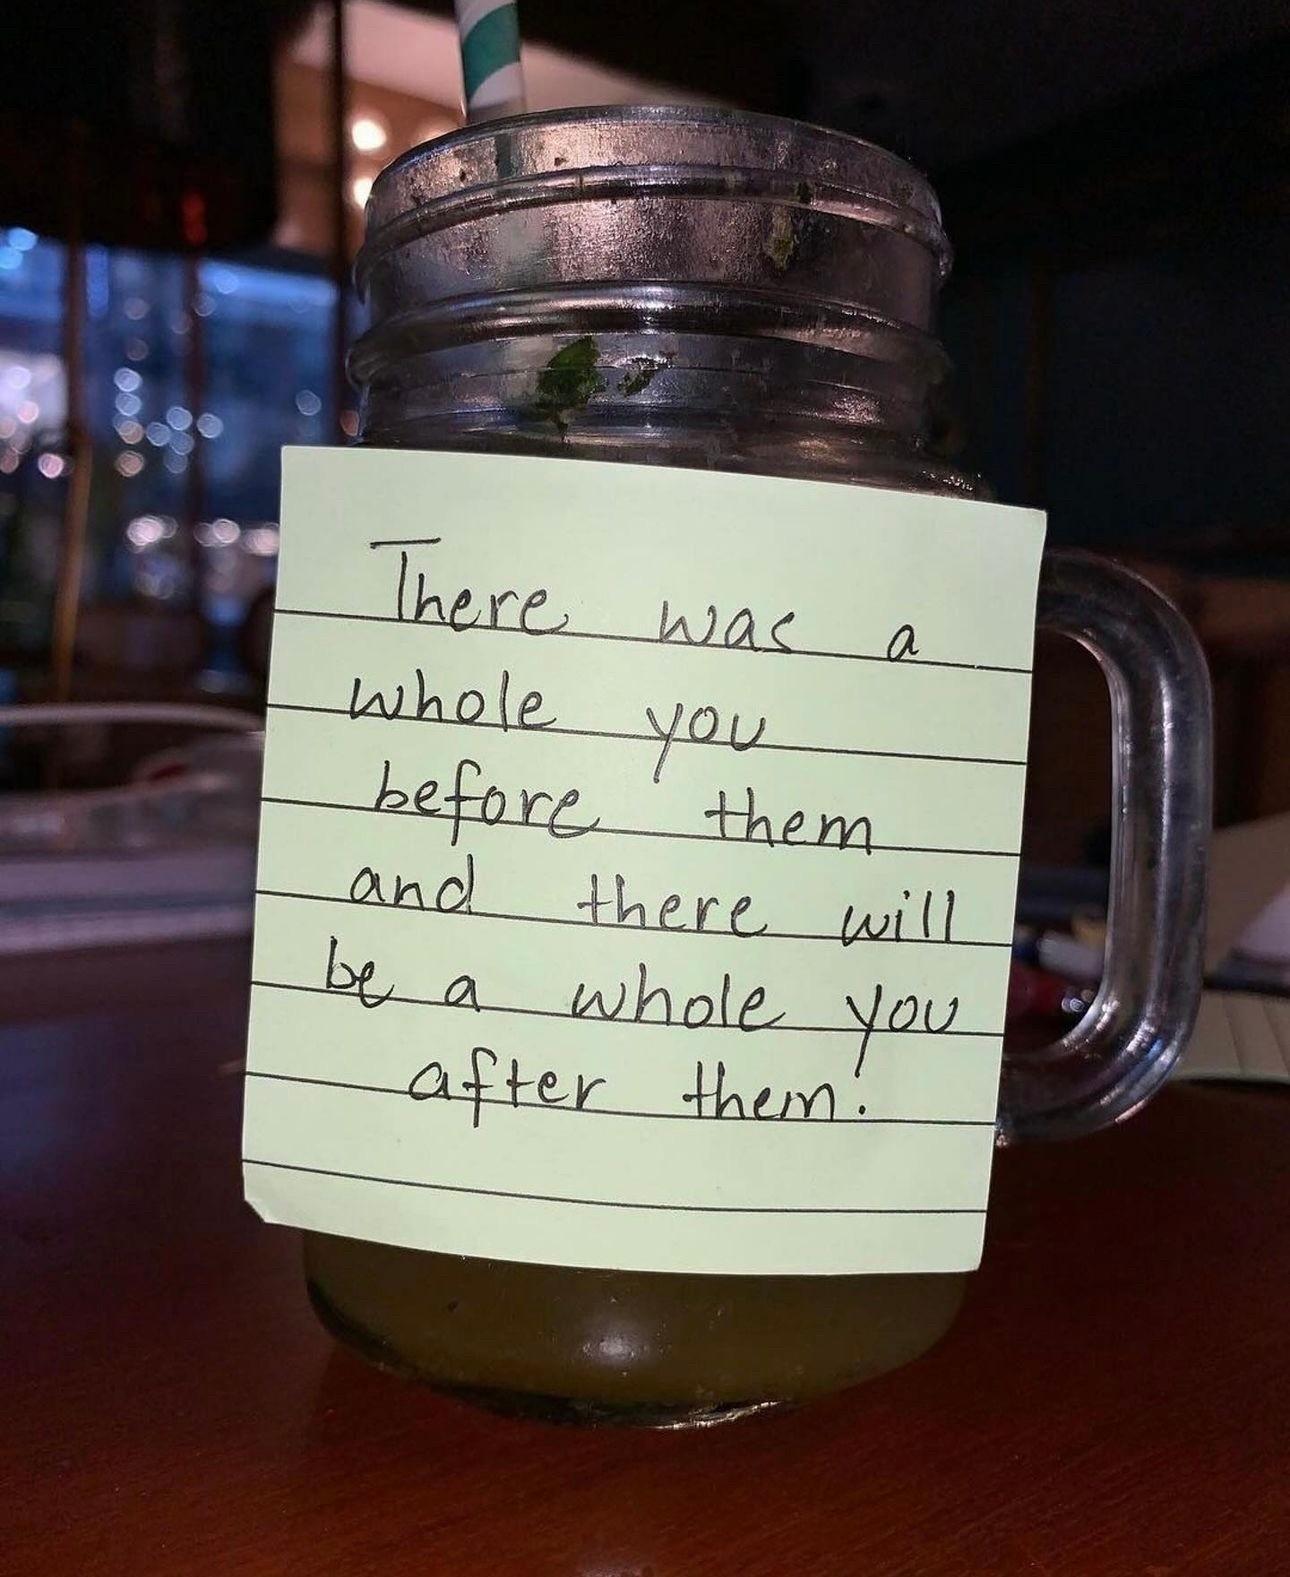 There was a
whole you
before them
and there will
be a whole you
after them.